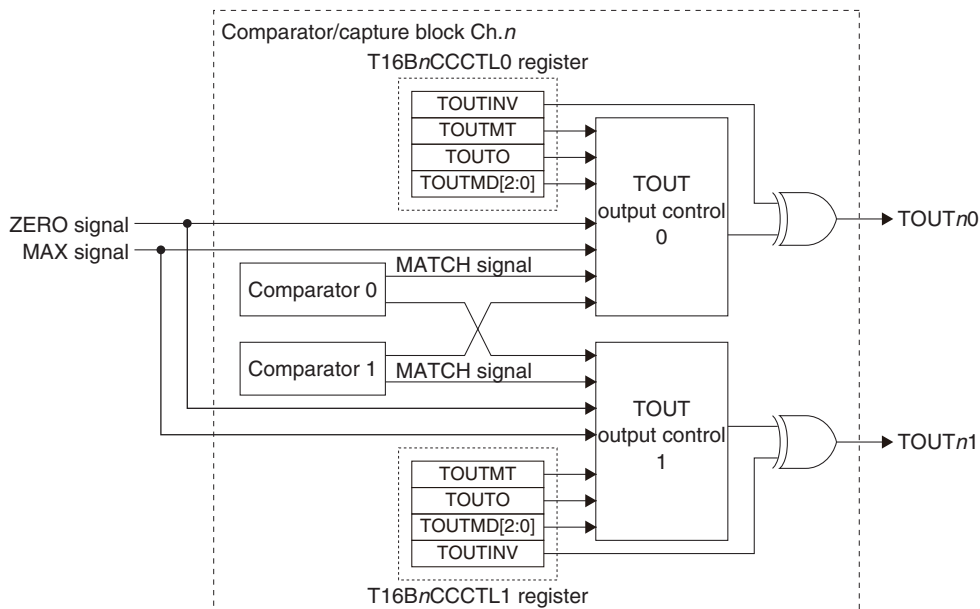 Comparator/capture block Ch.n
T16BnCCCTL0 register
TOUTINV
TOUTMT
TOUTO
TOUTMD[2:0]
TOUT
output control
0
TOUTn0
ZERO signal
MAX signal
MATCH signal
Comparator 0
Comparator 1
MATCH signal
TOUT
output control
1
TOUTn1
TOUTMT
TOUTO
TOUTMD[2:0]
TOUTINV
T16BnCCCTL1 register